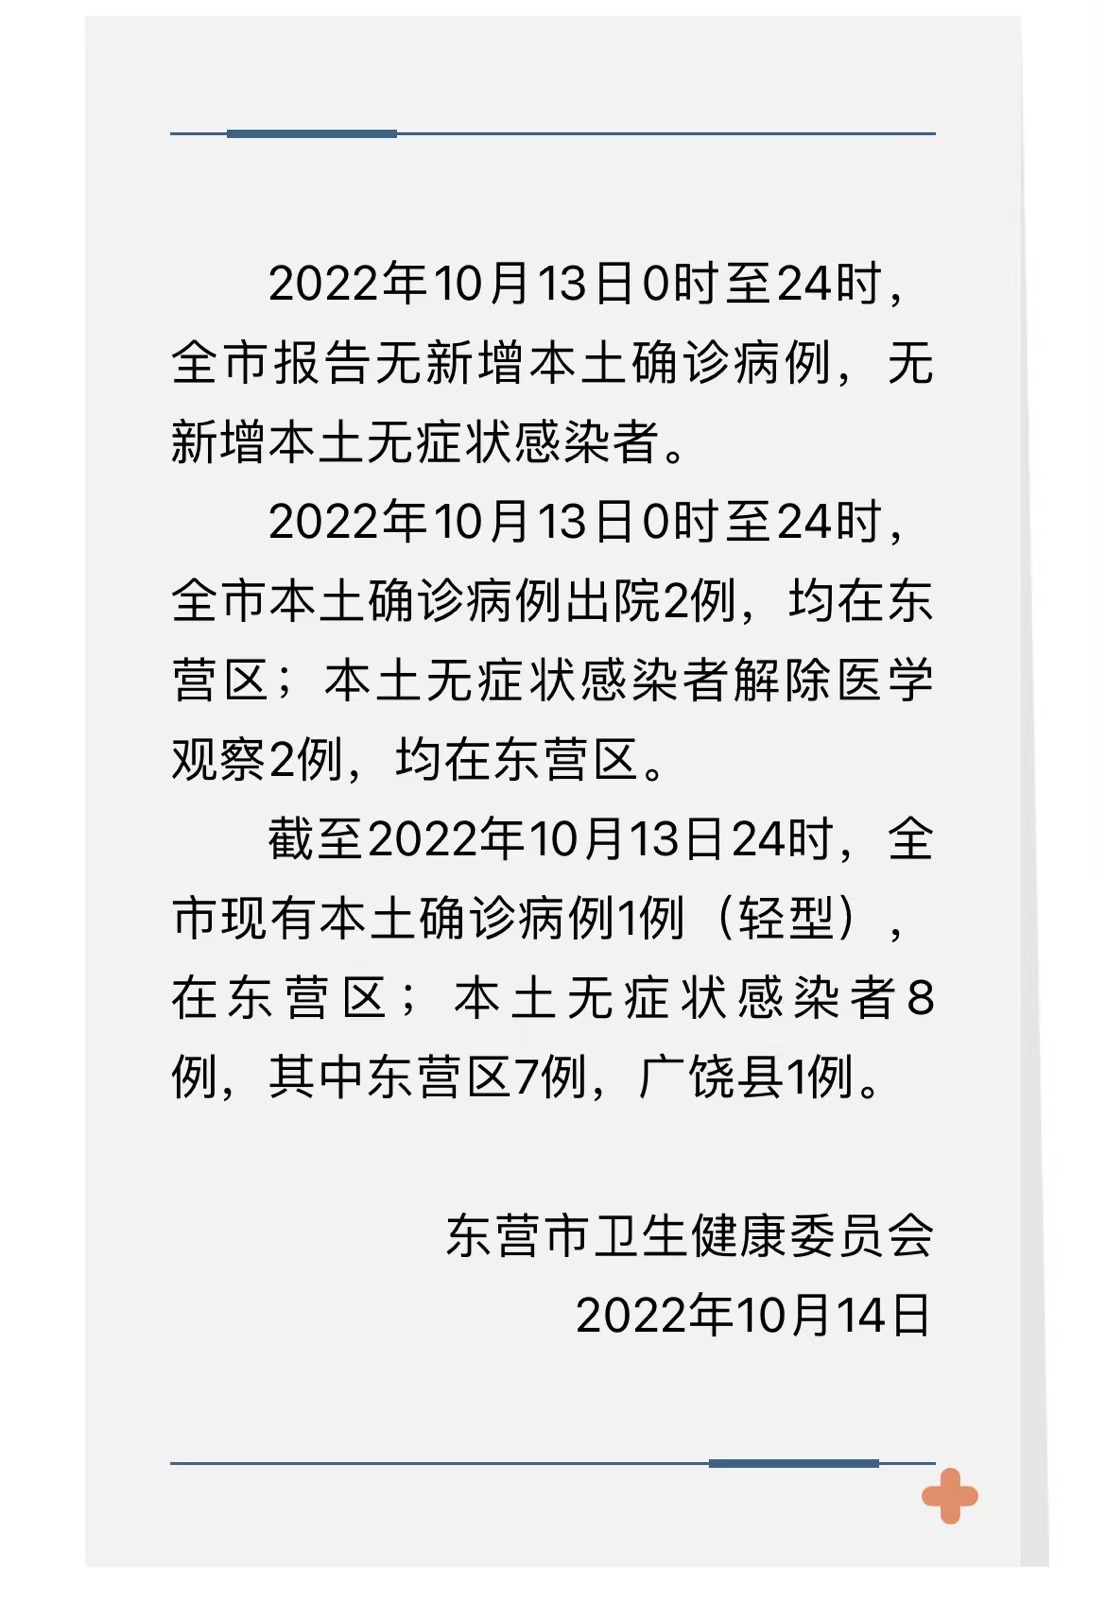 2022年10月13日0时至24时，
全市报告无新增本土确诊病例，无
新增本土无症状感染者。
2022年10月13日0时至24时，
全市本土确诊病例出院2例，均在东
营区；本土无症状感染者解除医学
观察2例，均在东营区。
截至2022年10月13日24时，全
市现有本土确诊病例1例（轻型），
在东营区；本土无症状感染者8
例，其中东营区7例，广饶县1例。
东营市卫生健康委员会
2022年10月14日